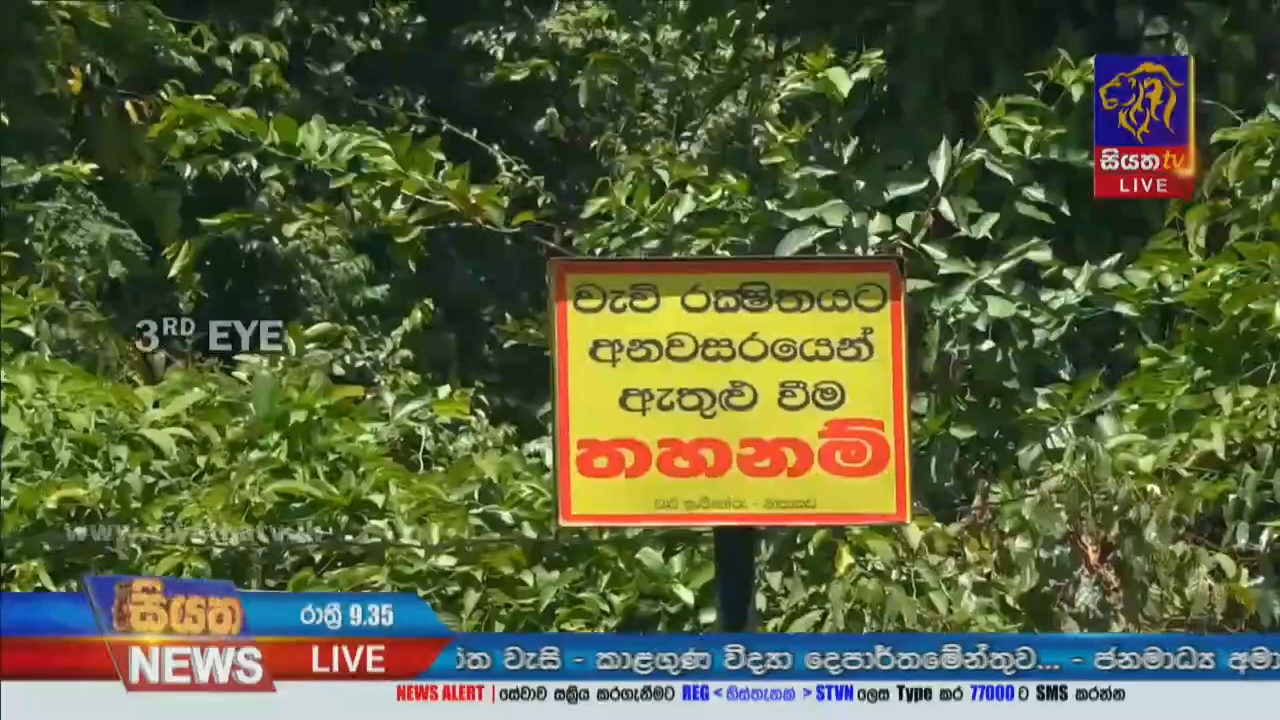 සියත tv
LIVE
වැව් රක්‍ෂිතයට
අනවසරයෙන්
ඇතුළු වීම
තහනම්
3RD EYE
සියත
NEWS
රාත්‍රී 9.35
LIVE
වැසි - කාළගුණ විද්‍යා දෙපාර්තමේන්තුව... - ජනමාධ්‍ය
NEWS ALERT | සේවාව සක්‍රීය කරගැනීමට REG < හිස්තැනක් > STVN ලෙස Type කර 77000 ට SMS කරන්න